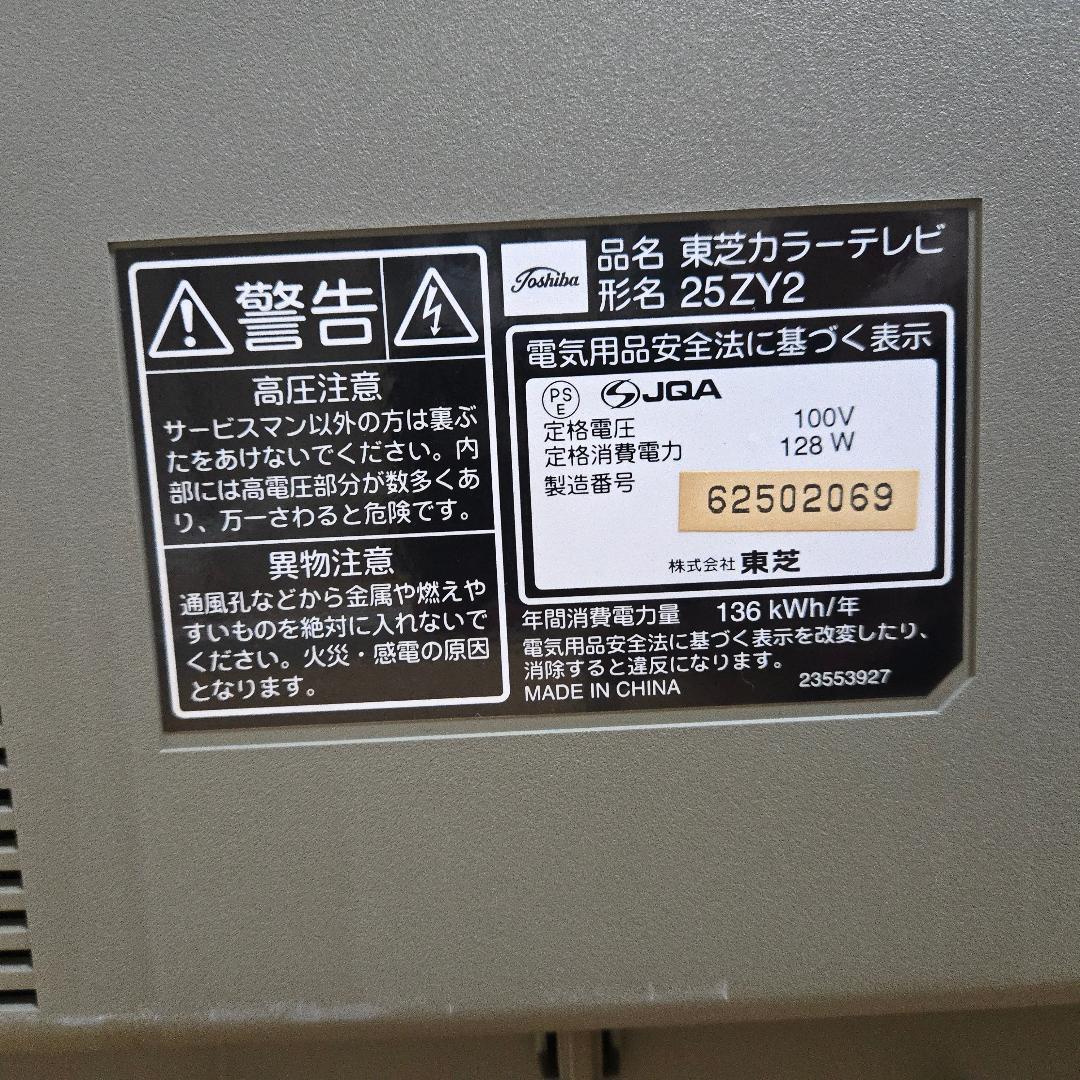 警告
高圧注意
サービスマン以外の方は裏ぶ
たをあけないでください。内
部には高電圧部分が数多くあ
り、万一さわると危険です。
異物注意
通風孔などから金属や燃えや
すいものを絶対に入れないで
ください。火災・感電の原因
となります。
Toshiba
品名 東芝カラーテレビ
形名 25ZY2
電気用品安全法に基づく表示
PS
E
JQA
定格電圧 100V
定格消費電力 128 W
製造番号 62502069
株式会社 東芝
年間消費電力量 136 kWh/年
電気用品安全法に基づく表示を改変したり、
消除すると違反になります。
MADE IN CHINA 23553927